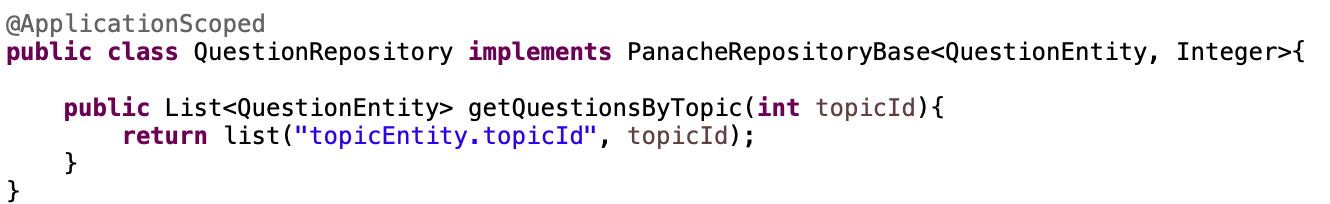 @ApplicationScoped
public class QuestionRepository implements PanacheRepositoryBase<QuestionEntity, Integer>{
    public List<QuestionEntity> getQuestionsByTopic(int topicId){
        return list("topicEntity.topicId", topicId);
    }
}